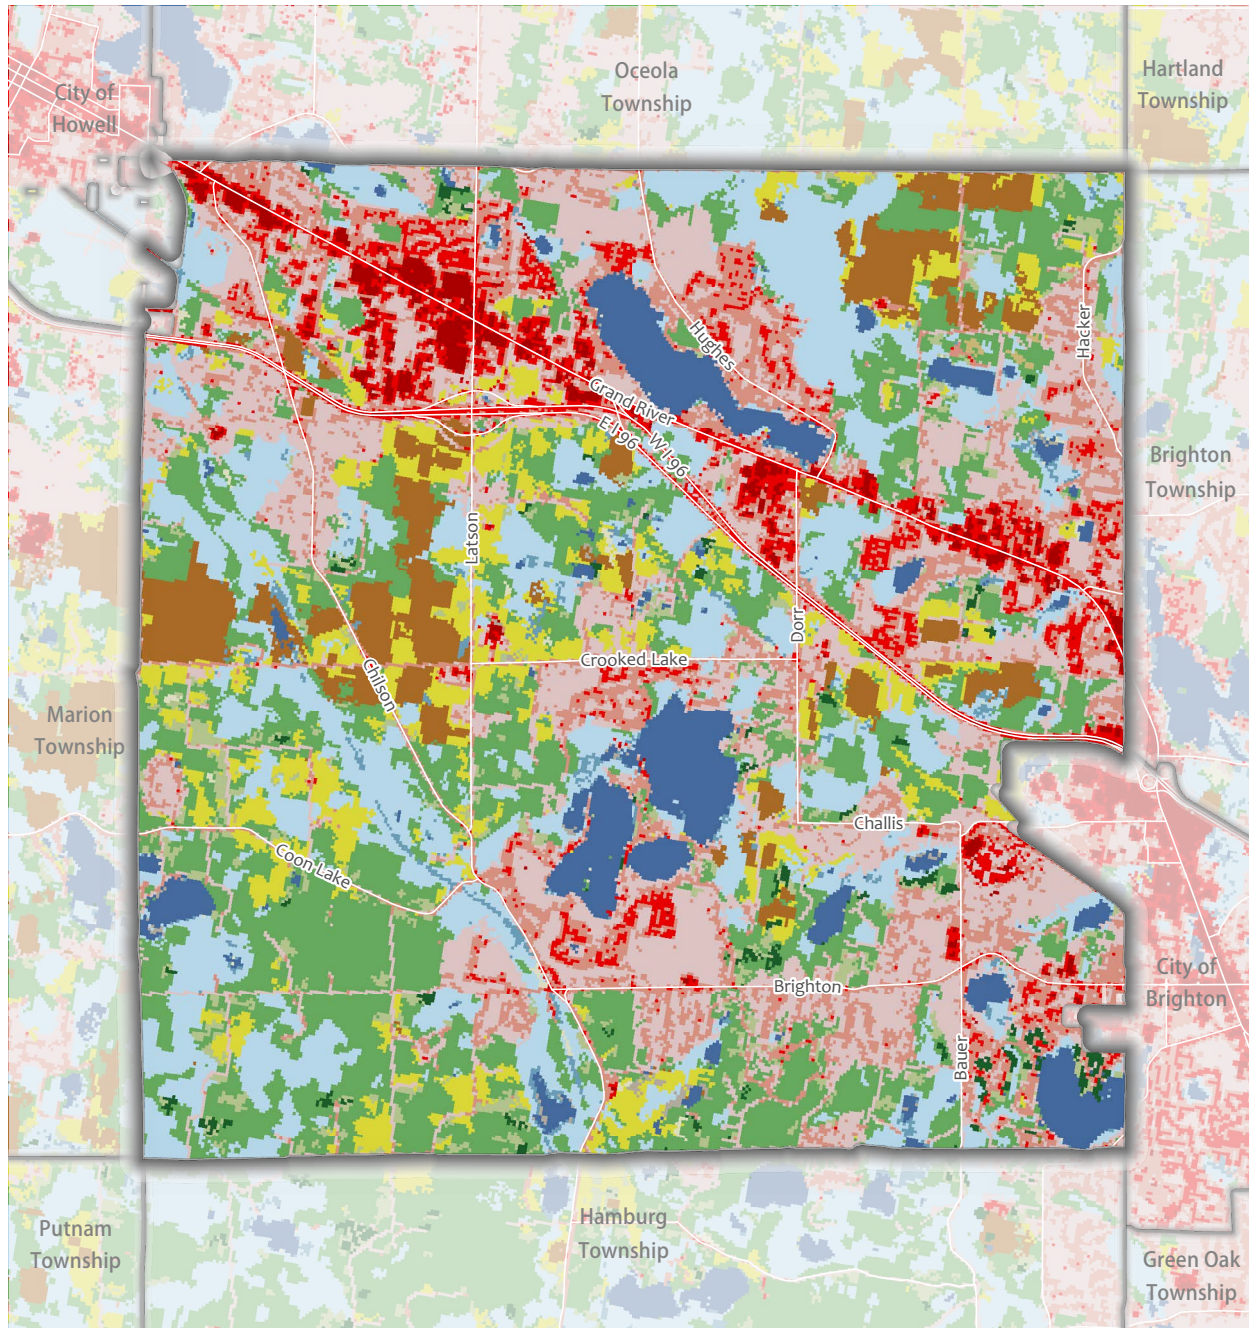 Oceola
Township
Hartland
Township
City of
Howell
Hacker
Hughes
Grand River
E I 96
W I 96
Brighton
Township
Latson
Dorr
Crooked Lake
Chilson
Marion
Township
Challis
Coon Lake
City of
Brighton
Brighton
Bauer
Putnam
Township
Hamburg
Township
Green Oak
Township